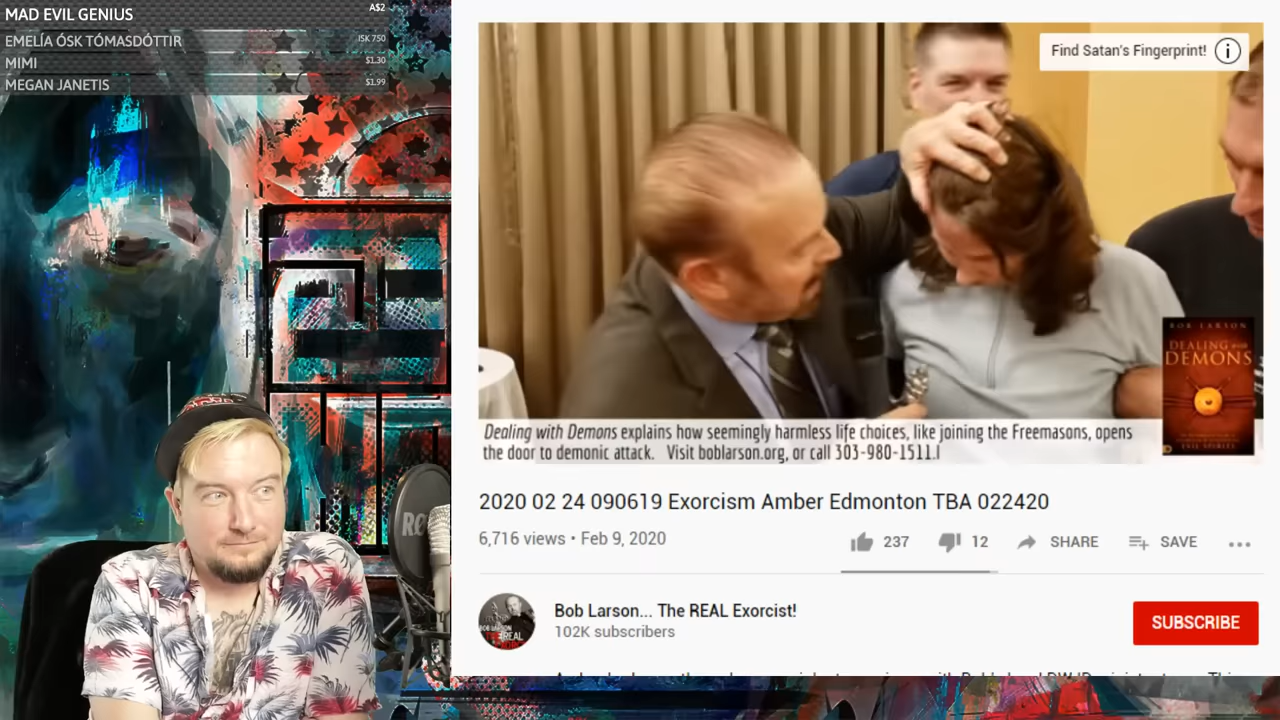 MAD EVIL GENIUS
A$2
EMELÍA ÓSK TÓMASDÓTTIR
ISK 750
MIMI
$1.30
MEGAN JANETIS
$1.99
Find Satan's Fingerprint!
BOB LARSON
DEALING with
DEMONS
Dealing with Demons explains how seemingly harmless life choices, like joining the Freemasons, opens
the door to demonic attack. Visit boblarson.org, or call 303-980-1511.l
2020 02 24 090619 Exorcism Amber Edmonton TBA 022420
6,716 views • Feb 9, 2020
237
12
SHARE
SAVE
Bob Larson... The REAL Exorcist!
102K subscribers
SUBSCRIBE